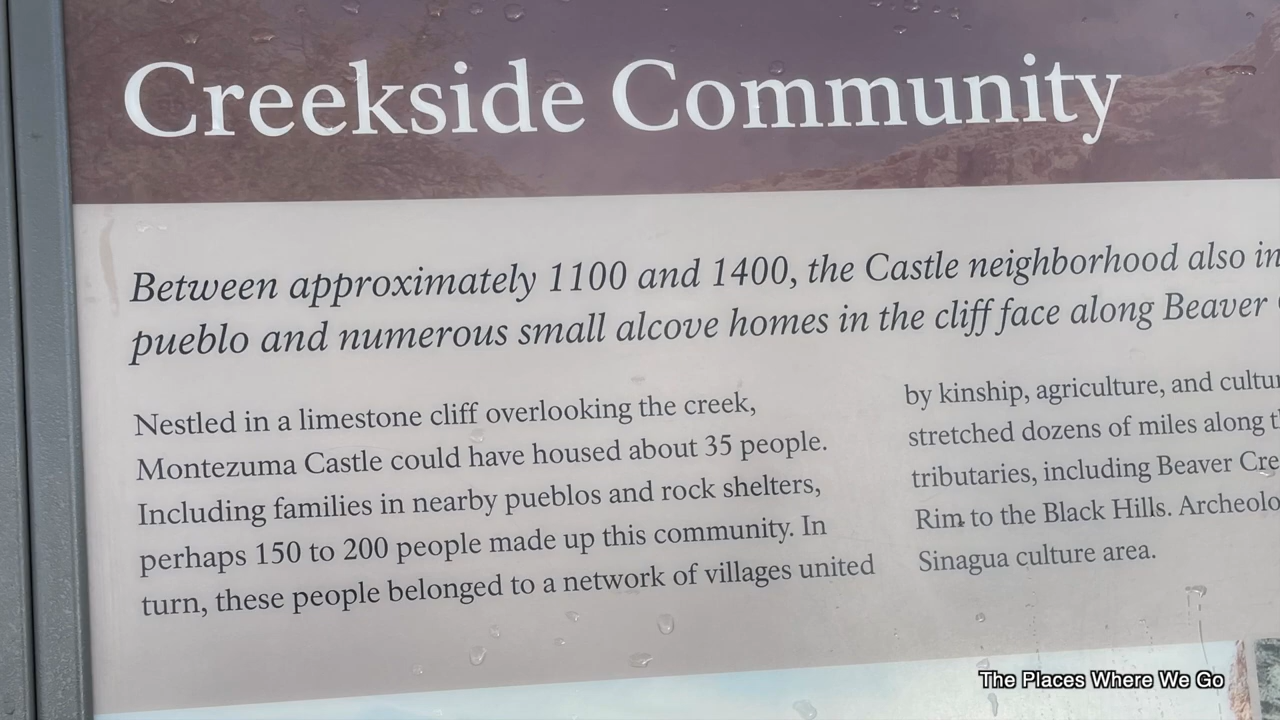 Creekside Community
Between approximately 1100 and 1400, the Castle neighborhood also
pueblo and numerous small alcove homes in the cliff face along Beaver
Nestled in a limestone cliff overlooking the creek,
Montezuma Castle could have housed about 35 people.
Including families in nearby pueblos and rock shelters,
perhaps 150 to 200 people made up this community. In
turn, these people belonged to a network of villages united
by kinship, agriculture, and
stretched dozens of miles along
tributaries, including Beaver
Rim to the Black Hills.
Sinagua culture area.
The Places Where We Go